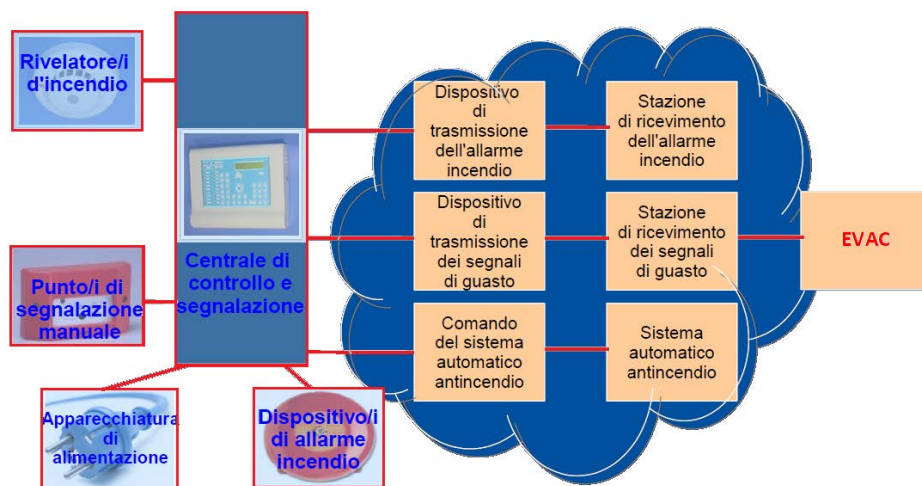 Rivelatore/i
d'incendio
Punto/i di
segnalazione
manuale
Apparecchiatura
di
alimentazione
Centrale di
controllo e
segnalazione
Dispositivo/i
di allarme
incendio
Dispositivo
di
trasmissione
dell'allarme
incendio
Stazione
di ricevimento
dell'allarme
incendio
Dispositivo
di
trasmissione
dei segnali
di guasto
Stazione
di ricevimento
dei segnali
di guasto
Comando
del sistema
automatico
antincendio
Sistema
automatico
antincendio
EVAC